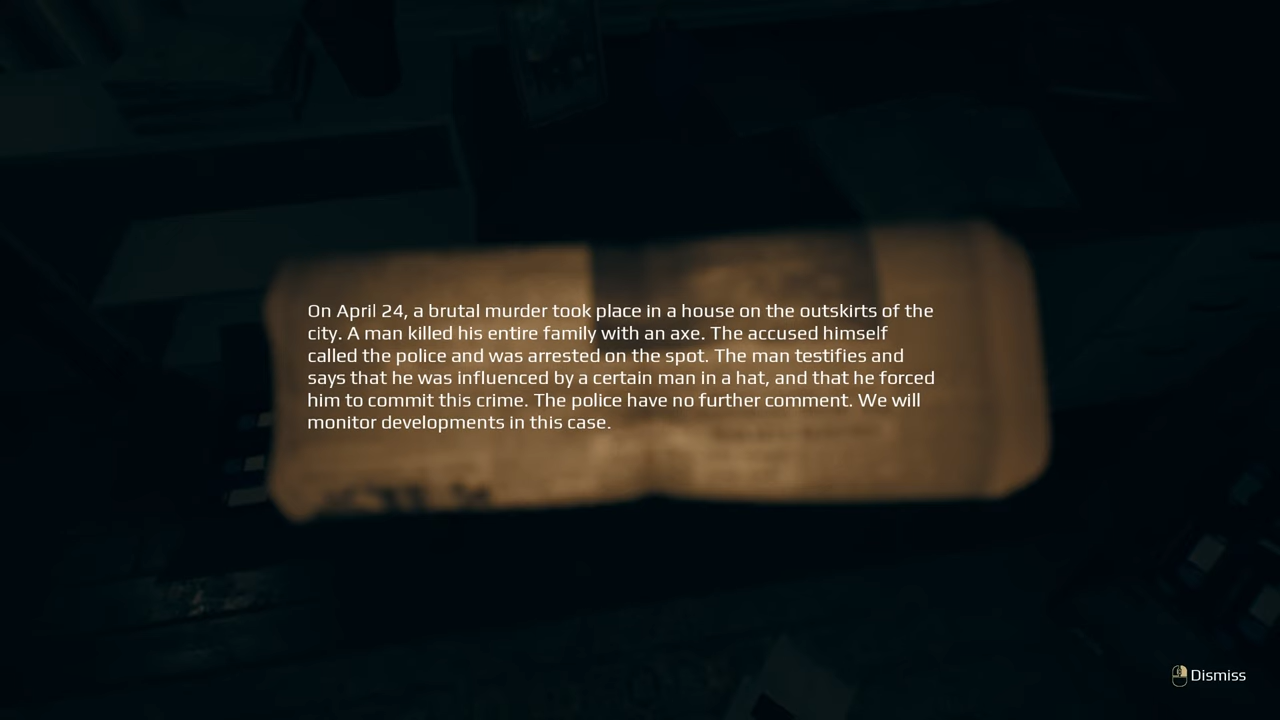 On April 24, a brutal murder took place in a house on the outskirts of the
city. A man killed his entire family with an axe. The accused himself
called the police and was arrested on the spot. The man testifies and
says that he was influenced by a certain man in a hat, and that he forced
him to commit this crime. The police have no further comment. We will
monitor developments in this case.
Dismiss